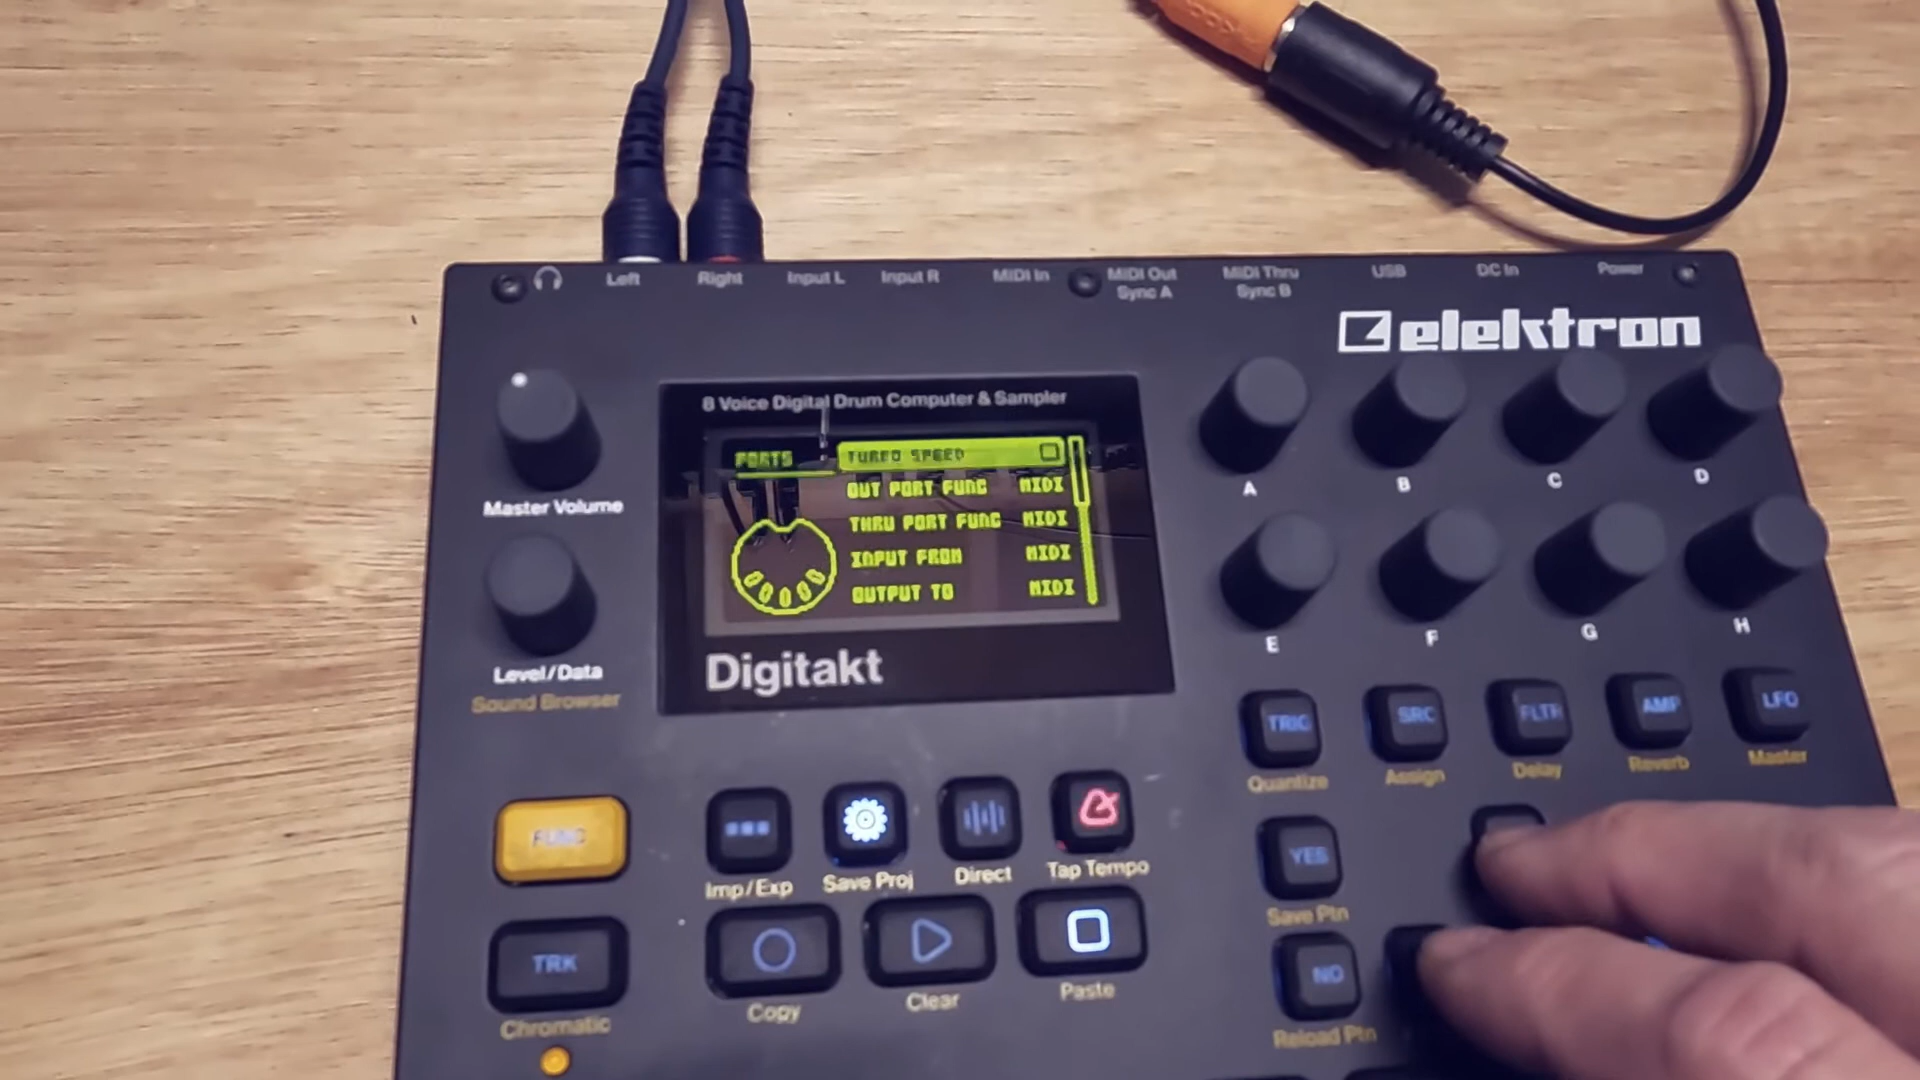 Left Right Input L Input R MIDI In MIDI Out MIDI Thru USB DC In Power
Sync A Sync B
elektron
8 Voice Digital Drum Computer & Sampler
PORTS
TURBO SPEED
OUT PORT FUNC MIDI
THRU PORT FUNC MIDI
INPUT FROM MIDI
OUTPUT TO MIDI
Digitakt
Master Volume
Level/Data
Sound Browser
A B C D
E F G H
TRIG SRC FLTR AMP LFO
Quantize Assign Delay Reverb Master
FUNC
Imp/Exp Save Proj Direct Tap Tempo
YES
Save Ptn
TRK
Chromatic
Copy Clear Paste
NO
Reload Ptn